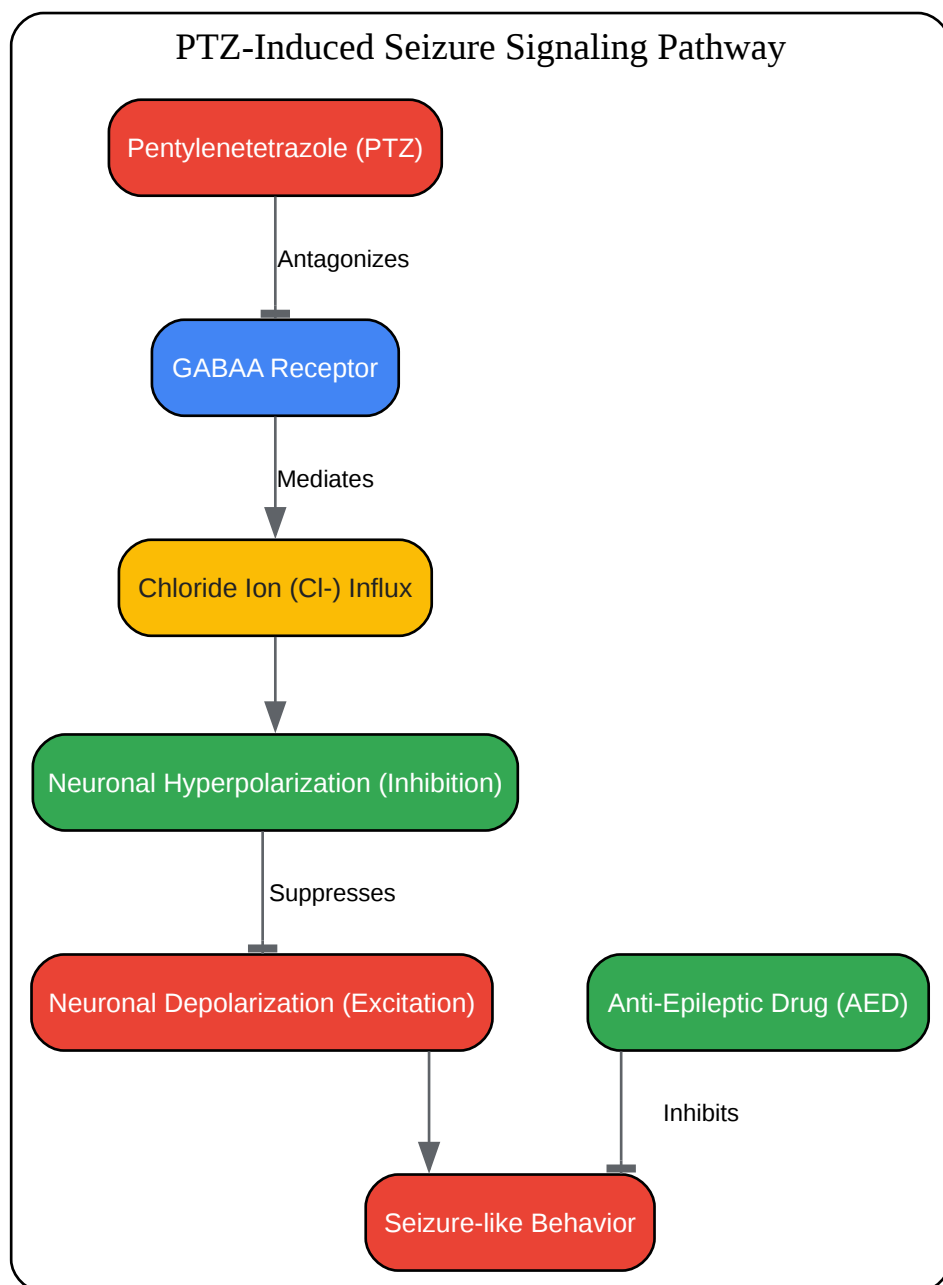 PTZ-Induced Seizure Signaling Pathway
Pentylenetetrazole (PTZ)
Antagonizes
GABAA Receptor
Mediates
Chloride Ion (Cl-) Influx
Neuronal Hyperpolarization (Inhibition)
Suppresses
Neuronal Depolarization (Excitation)
Anti-Epileptic Drug (AED)
Inhibits
Seizure-like Behavior